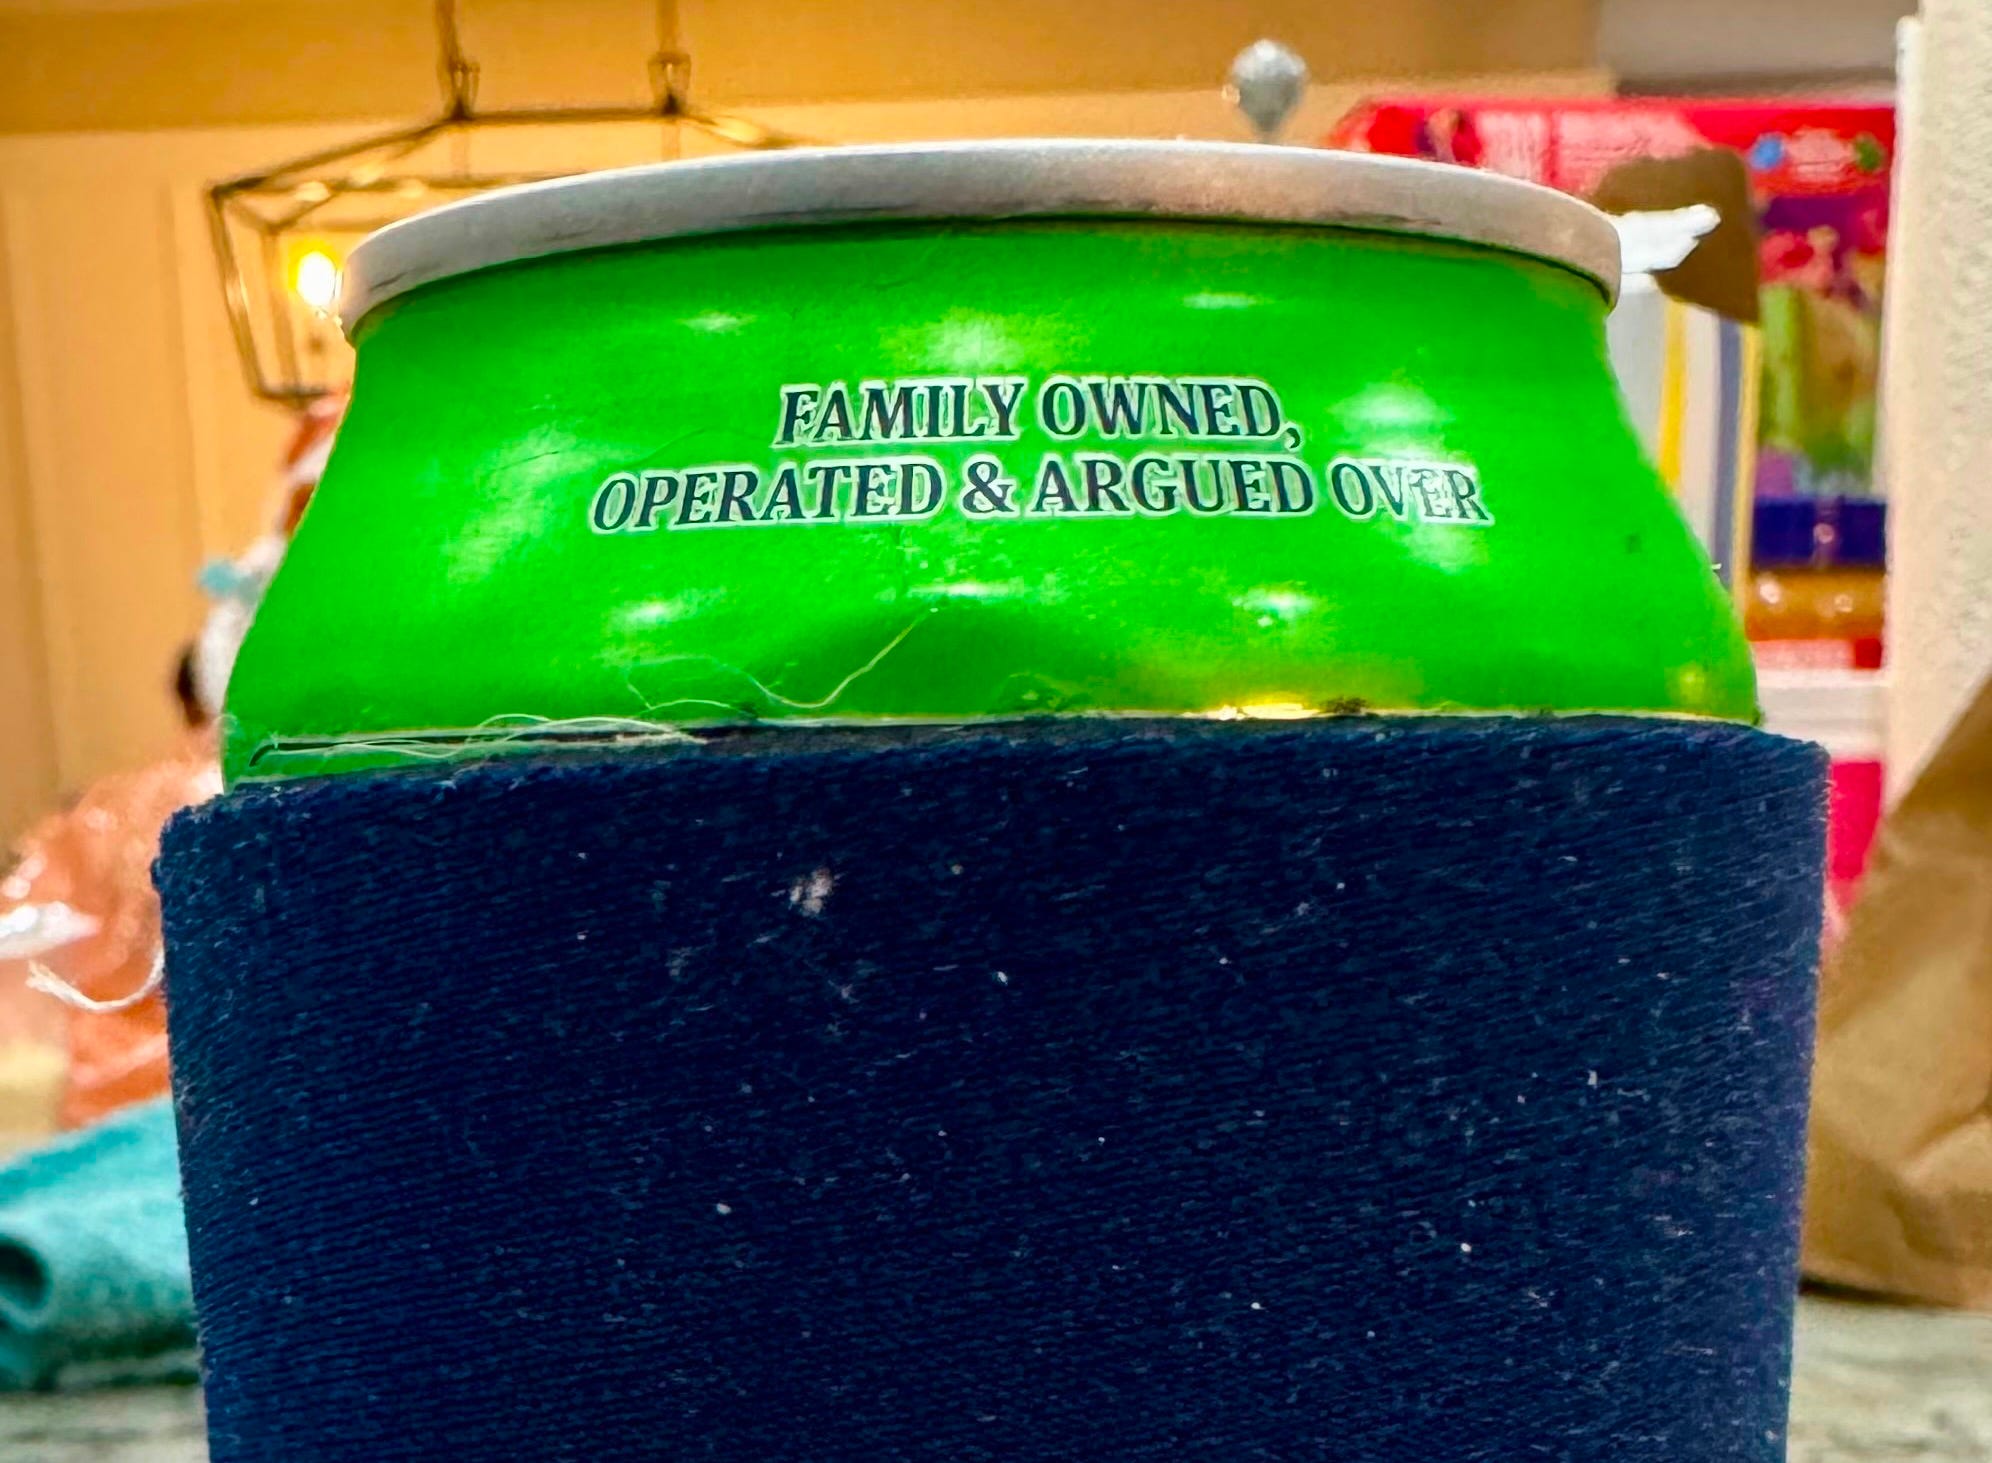 FAMILY OWNED,
OPERATED & ARGUED OVER